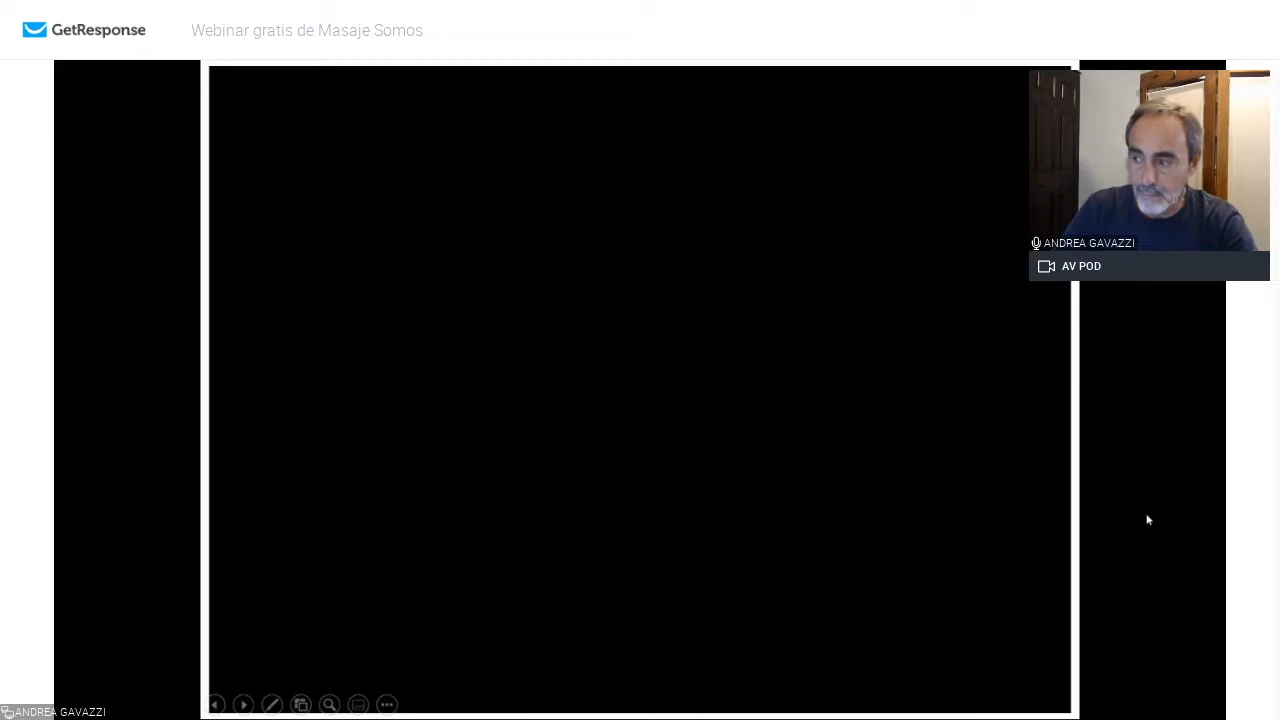 GetResponse
Webinar gratis de Masaje Somos
ANDREA GAVAZZI
AV POD
ANDREA GAVAZZI